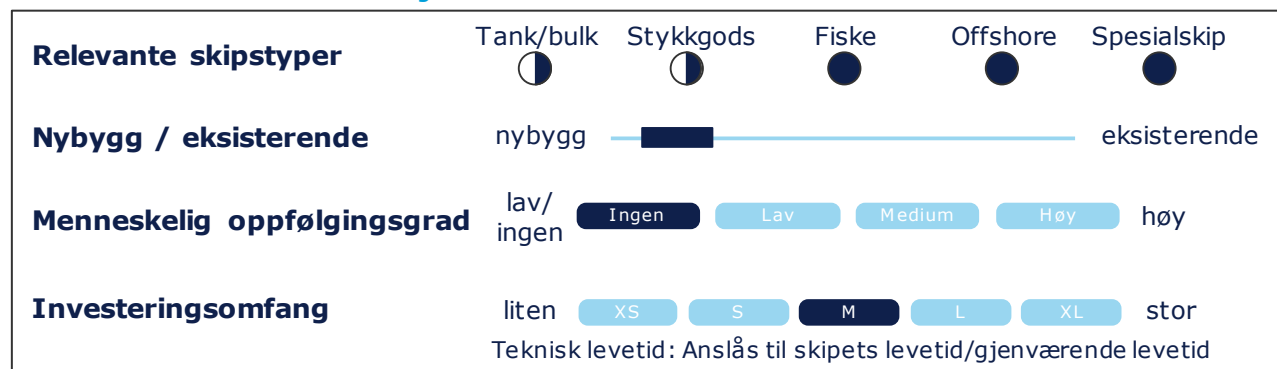 Relevante skipstyper
Tank/bulk Stykkgods Fiske Offshore Spesialskip
Nybygg / eksisterende
nybygg eksisterende
Menneskelig oppfølgingsgrad
lav/
ingen
Ingen Lav Medium Høy
høy
Investeringsomfang
liten XS S M L XL stor
Teknisk levetid: Anslås til skipets levetid/gjenværende levetid